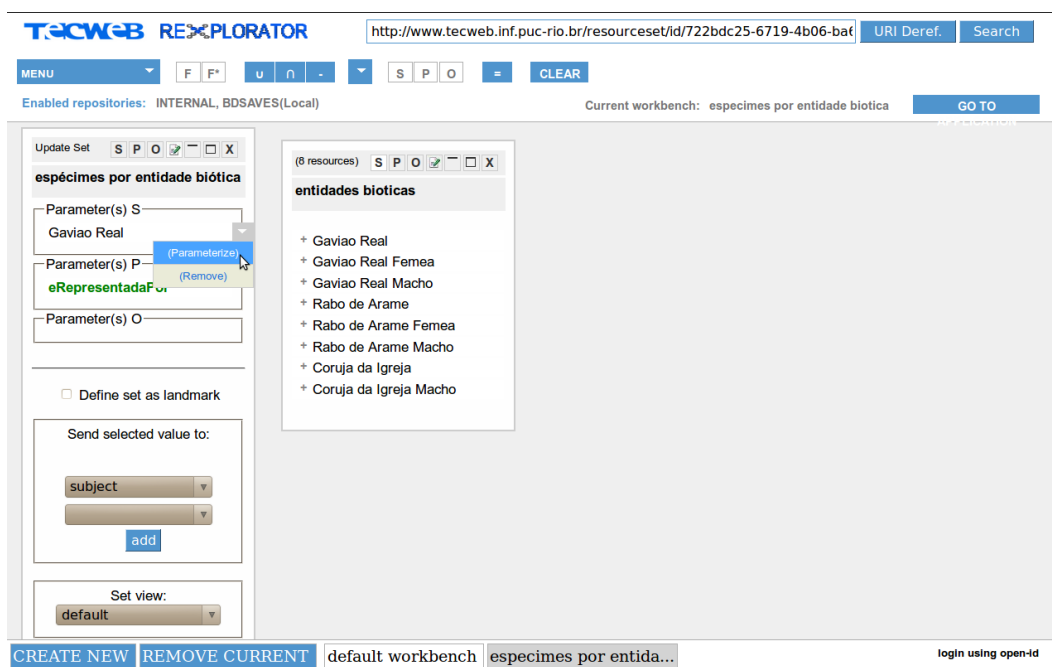 TECWEB REXPLORATOR http://www.tecweb.inf.puc-rio.br/resourceset/id/722bdc25-6719-4b06-ba6 URI Deref. Search
MENU F F* ∪ ∩ - S P O = CLEAR
Enabled repositories: INTERNAL, BDSAVES(Local) Current workbench: especimes por entidade biotica GO TO APPLICATION
Update Set S P O X
espécimes por entidade biótica
Parameter(s) S
Gaviao Real
(Parameterize)
Parameter(s) P
(Remove)
eRepresentadaPor
Parameter(s) O
Define set as landmark
Send selected value to:
subject
add
Set view:
default
(8 resources) S P O X
entidades bioticas
+ Gaviao Real
+ Gaviao Real Femea
+ Gaviao Real Macho
+ Rabo de Arame
+ Rabo de Arame Femea
+ Rabo de Arame Macho
+ Coruja da Igreja
+ Coruja da Igreja Macho
CREATE NEW REMOVE CURRENT default workbench especimes por entida... login using open-id